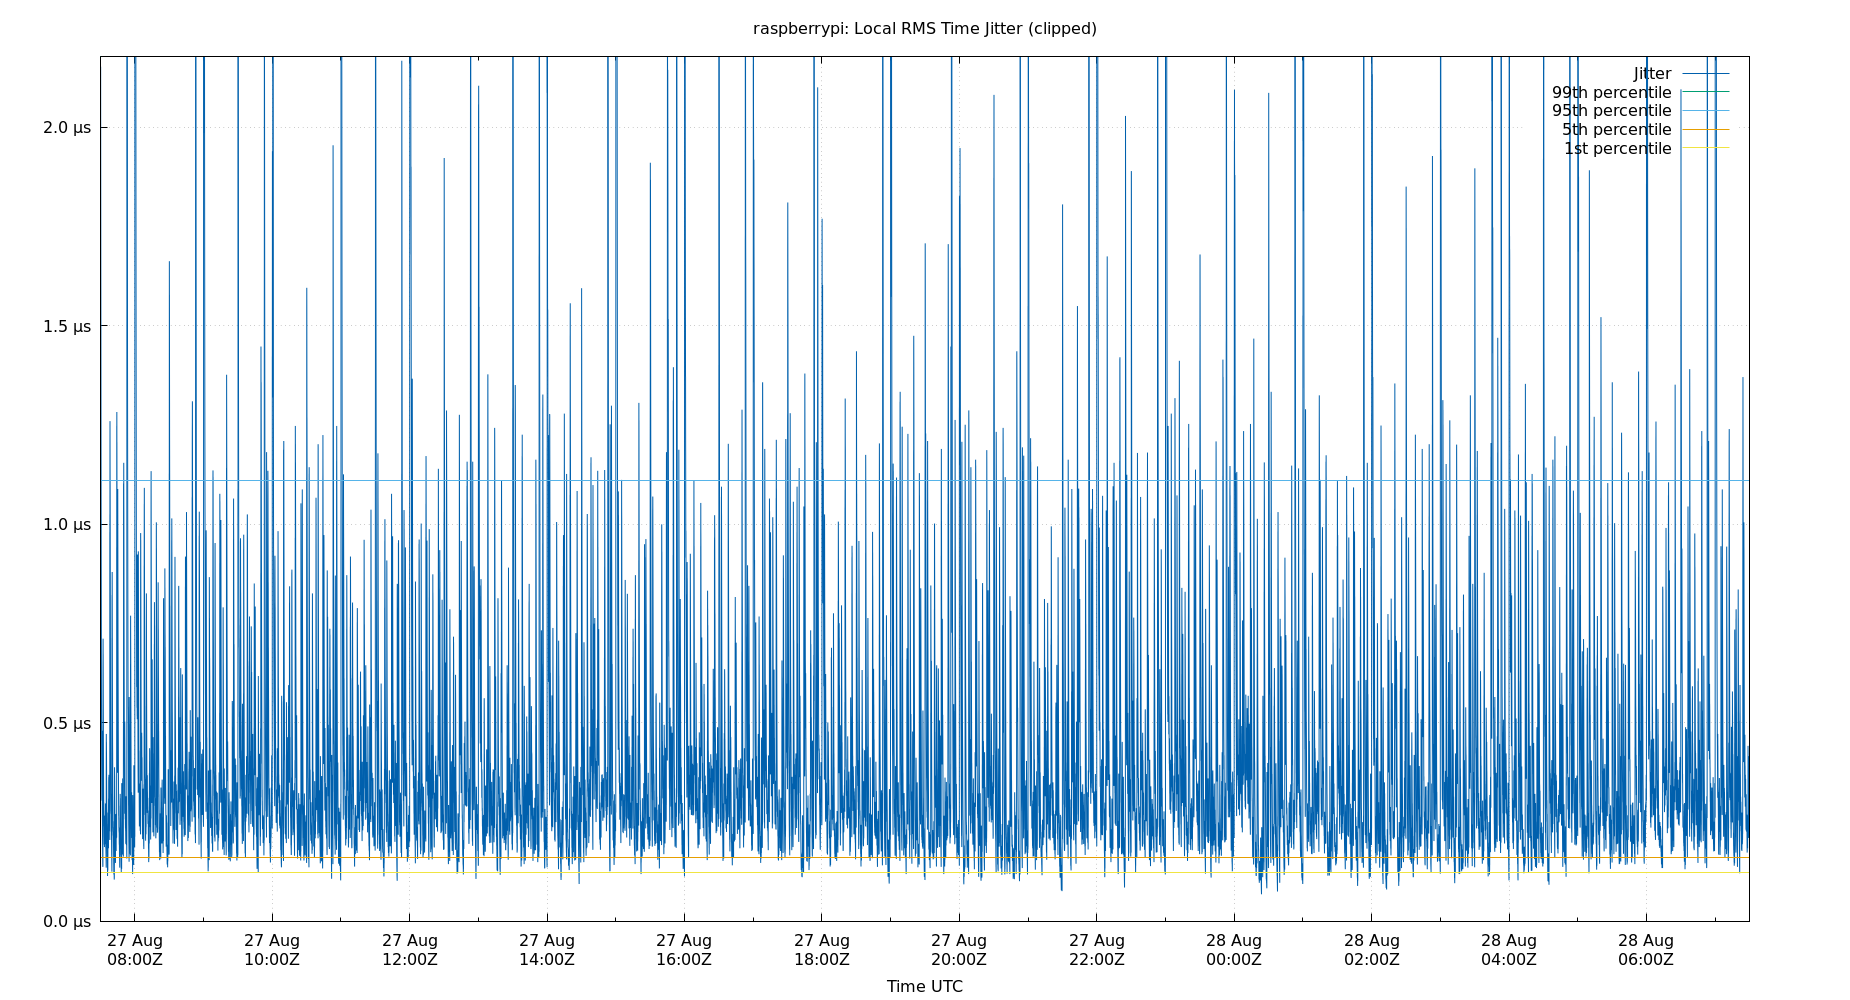 raspberrypi: Local RMS Time Jitter (clipped)
Jitter
99th percentile
95th percentile
5th percentile
1st percentile
2.0 µs
1.5 µs
1.0 µs
0.5 µs
0.0 µs
27 Aug 27 Aug 27 Aug 27 Aug 27 Aug 27 Aug 27 Aug 27 Aug 28 Aug 28 Aug 28 Aug 28 Aug
08:00Z 10:00Z 12:00Z 14:00Z 16:00Z 18:00Z 20:00Z 22:00Z 00:00Z 02:00Z 04:00Z 06:00Z
Time UTC